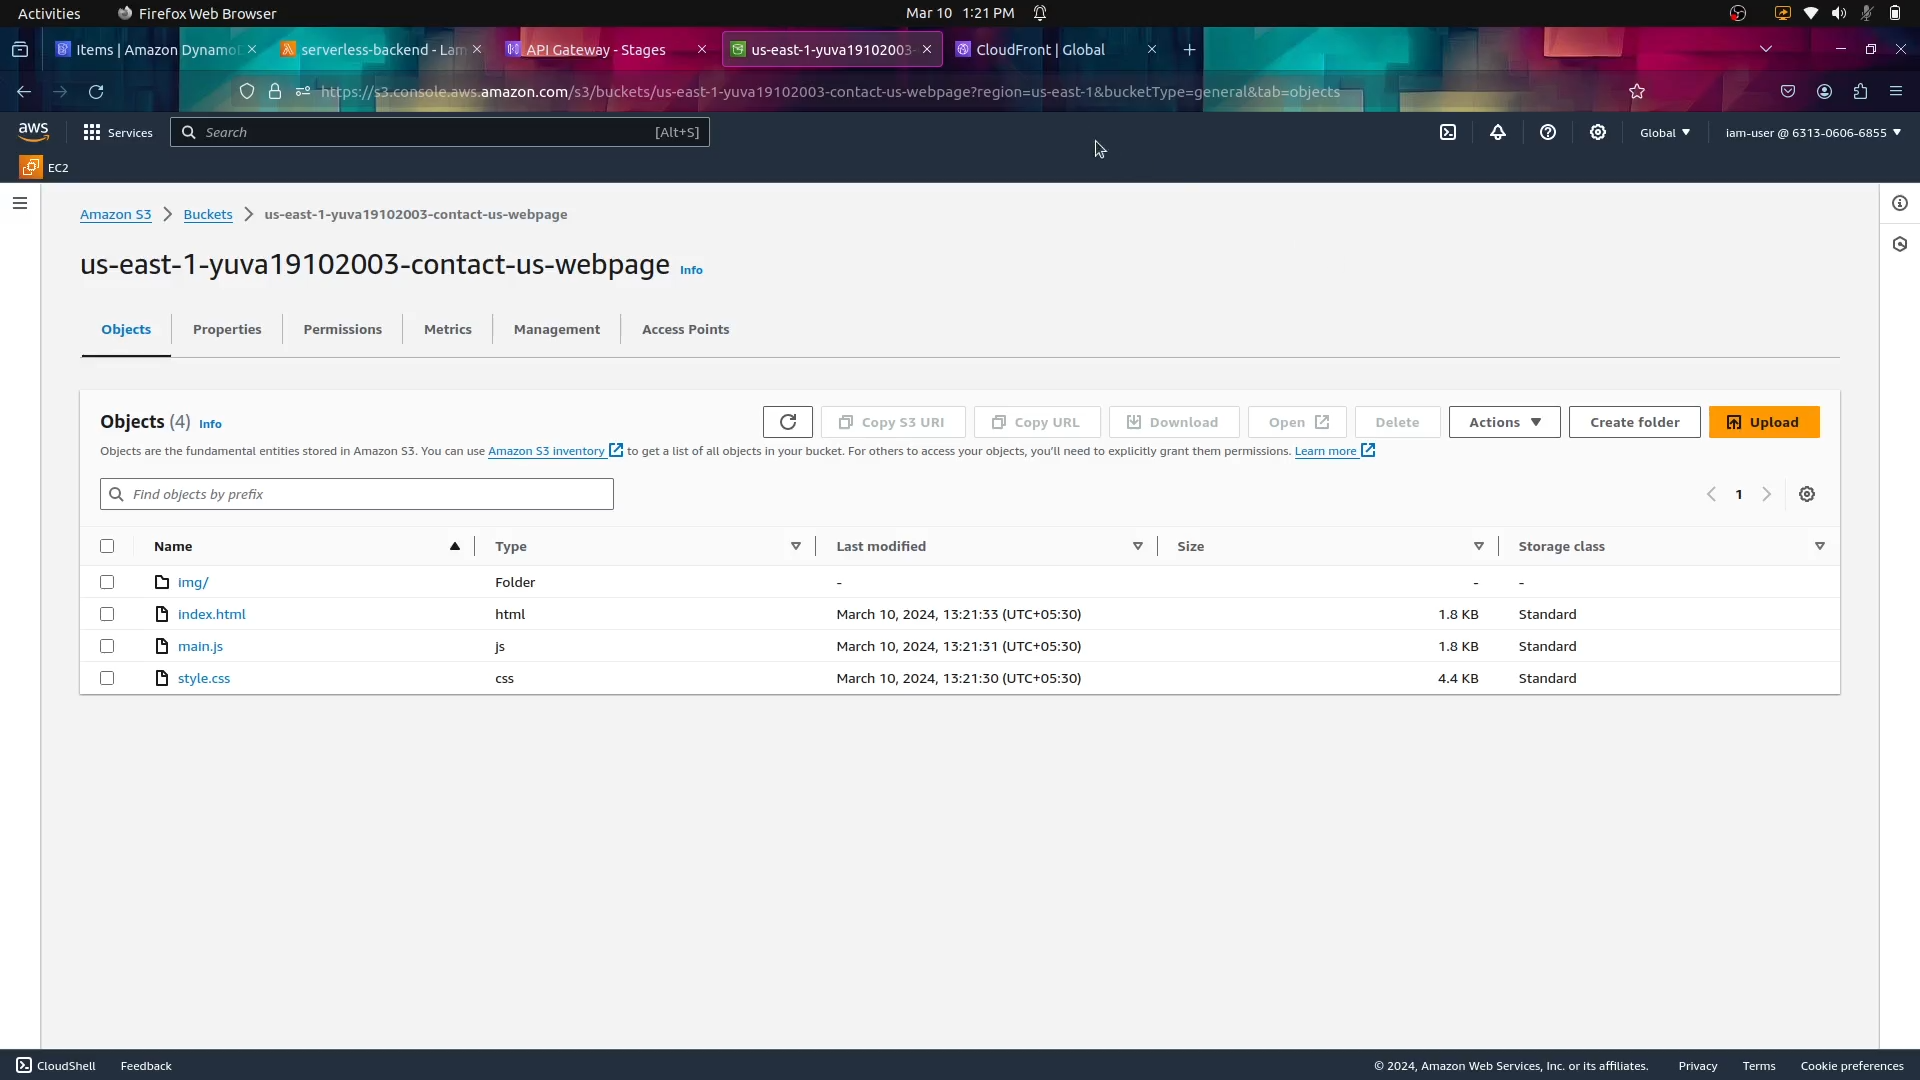 Activities Firefox Web Browser Mar 10 1:21 PM
Items | Amazon Dynamo serverless-backend - Lam API Gateway - Stages us-east-1-yuva19102003- CloudFront | Global
https://s3.console.aws.amazon.com/s3/buckets/us-east-1-yuva19102003-contact-us-webpage?region=us-east-1&bucketType=general&tab=objects
aws Services Search [Alt+S] Global iam-user @ 6313-0606-6855
EC2
Amazon S3 Buckets us-east-1-yuva19102003-contact-us-webpage
us-east-1-yuva19102003-contact-us-webpage Info
Objects Properties Permissions Metrics Management Access Points
Objects (4) Info Copy S3 URI Copy URL Download Open Delete Actions Create folder Upload
Objects are the fundamental entities stored in Amazon S3. You can use Amazon S3 inventory to get a list of all objects in your bucket. For others to access your objects, you'll need to explicitly grant them permissions. Learn more
Find objects by prefix 1
Name Type Last modified Size Storage class
img/ Folder - - -
index.html html March 10, 2024, 13:21:33 (UTC+05:30) 1.8 KB Standard
main.js js March 10, 2024, 13:21:31 (UTC+05:30) 1.8 KB Standard
style.css css March 10, 2024, 13:21:30 (UTC+05:30) 4.4 KB Standard
CloudShell Feedback © 2024, Amazon Web Services, Inc. or its affiliates. Privacy Terms Cookie preferences